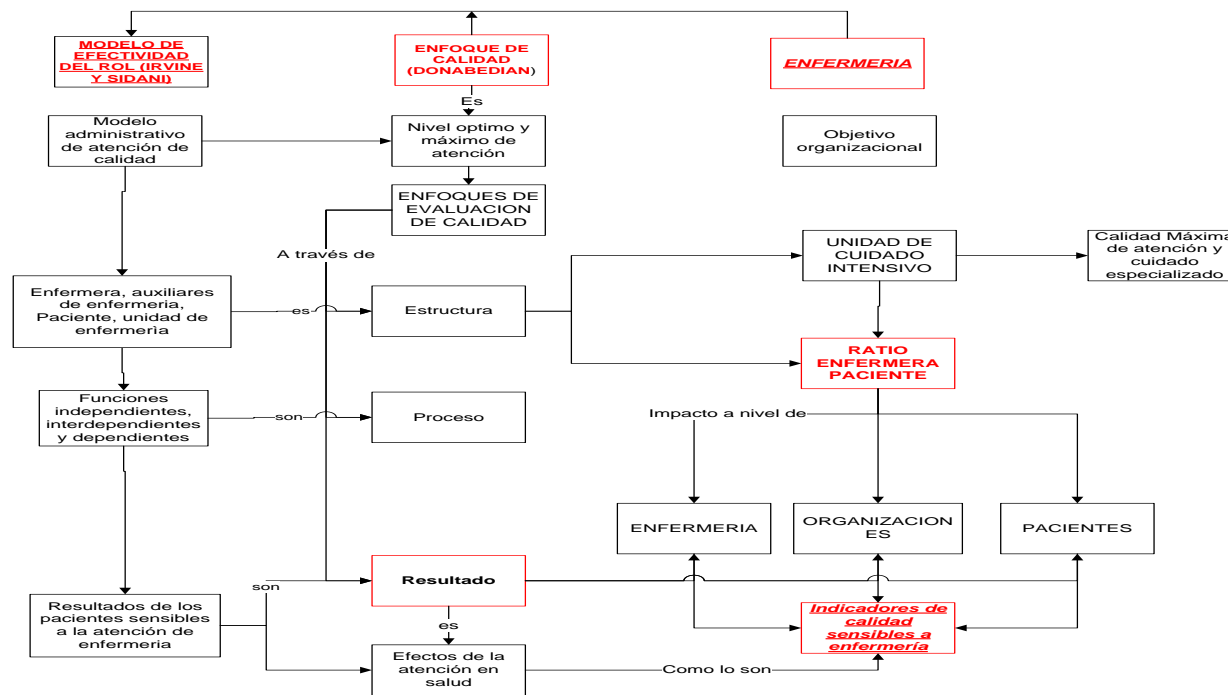 MODELO DE
EFECTIVIDAD
DEL ROL (IRVINE
Y SIDANI)
ENFOQUE DE
CALIDAD
(DONABEDIAN)
ENFERMERIA
Es
Modelo
administrativo
de atención de
calidad
Nivel optimo y
máximo de
atención
Objetivo
organizacional
ENFOQUES DE
EVALUACION
DE CALIDAD
A través de
UNIDAD DE
CUIDADO
INTENSIVO
Calidad Máxima
de atención y
cuidado
especializado
Enfermera, auxiliares
de enfermeria,
Paciente, unidad de
enfermerìa
es
Estructura
RATIO
ENFERMERA
PACIENTE
Funciones
independientes,
interdependientes
y dependientes
son
Proceso
Impacto a nivel de
ENFERMERIA
ORGANIZACION
ES
PACIENTES
son
Resultado
Resultados de los
pacientes sensibles
a la atención de
enfermeria
es
Indicadores de
calidad
sensibles a
enfermería
Efectos de la
atención en
salud
Como lo son